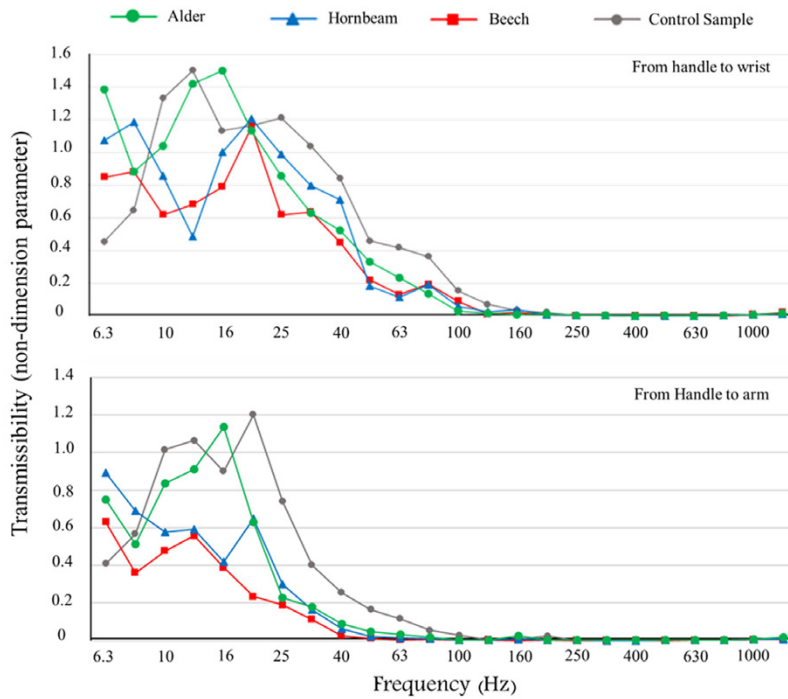 Alder Hornbeam Beech Control Sample
From handle to wrist
1.6
1.4
1.2
1.0
0.8
0.6
0.4
0.2
0
6.3 10 16 25 40 63 100 160 250 400 630 1000
Transmissibility (non-dimension parameter)
From Handle to arm
1.4
1.2
1.0
0.8
0.6
0.4
0.2
0
6.3 10 16 25 40 63 100 160 250 400 630 1000
Frequency (Hz)